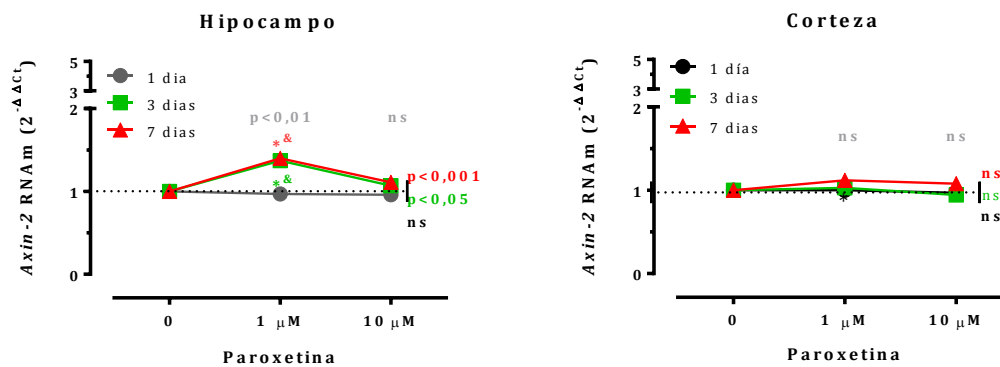 Hipocampo
Axin-2 RNAm (2^-ΔΔCt)
5
3
2
1
0
1 dia
3 dias
7 dias
p<0,01
ns
*&
*&
p<0,001
p<0,05
ns
0
1 μM
10 μM
Paroxetina
Corteza
Axin-2 RNAm (2^-ΔΔCt)
5
3
2
1
0
1 día
3 dias
7 dias
ns
ns
*
ns
ns
ns
0
1 μM
10 μM
Paroxetina